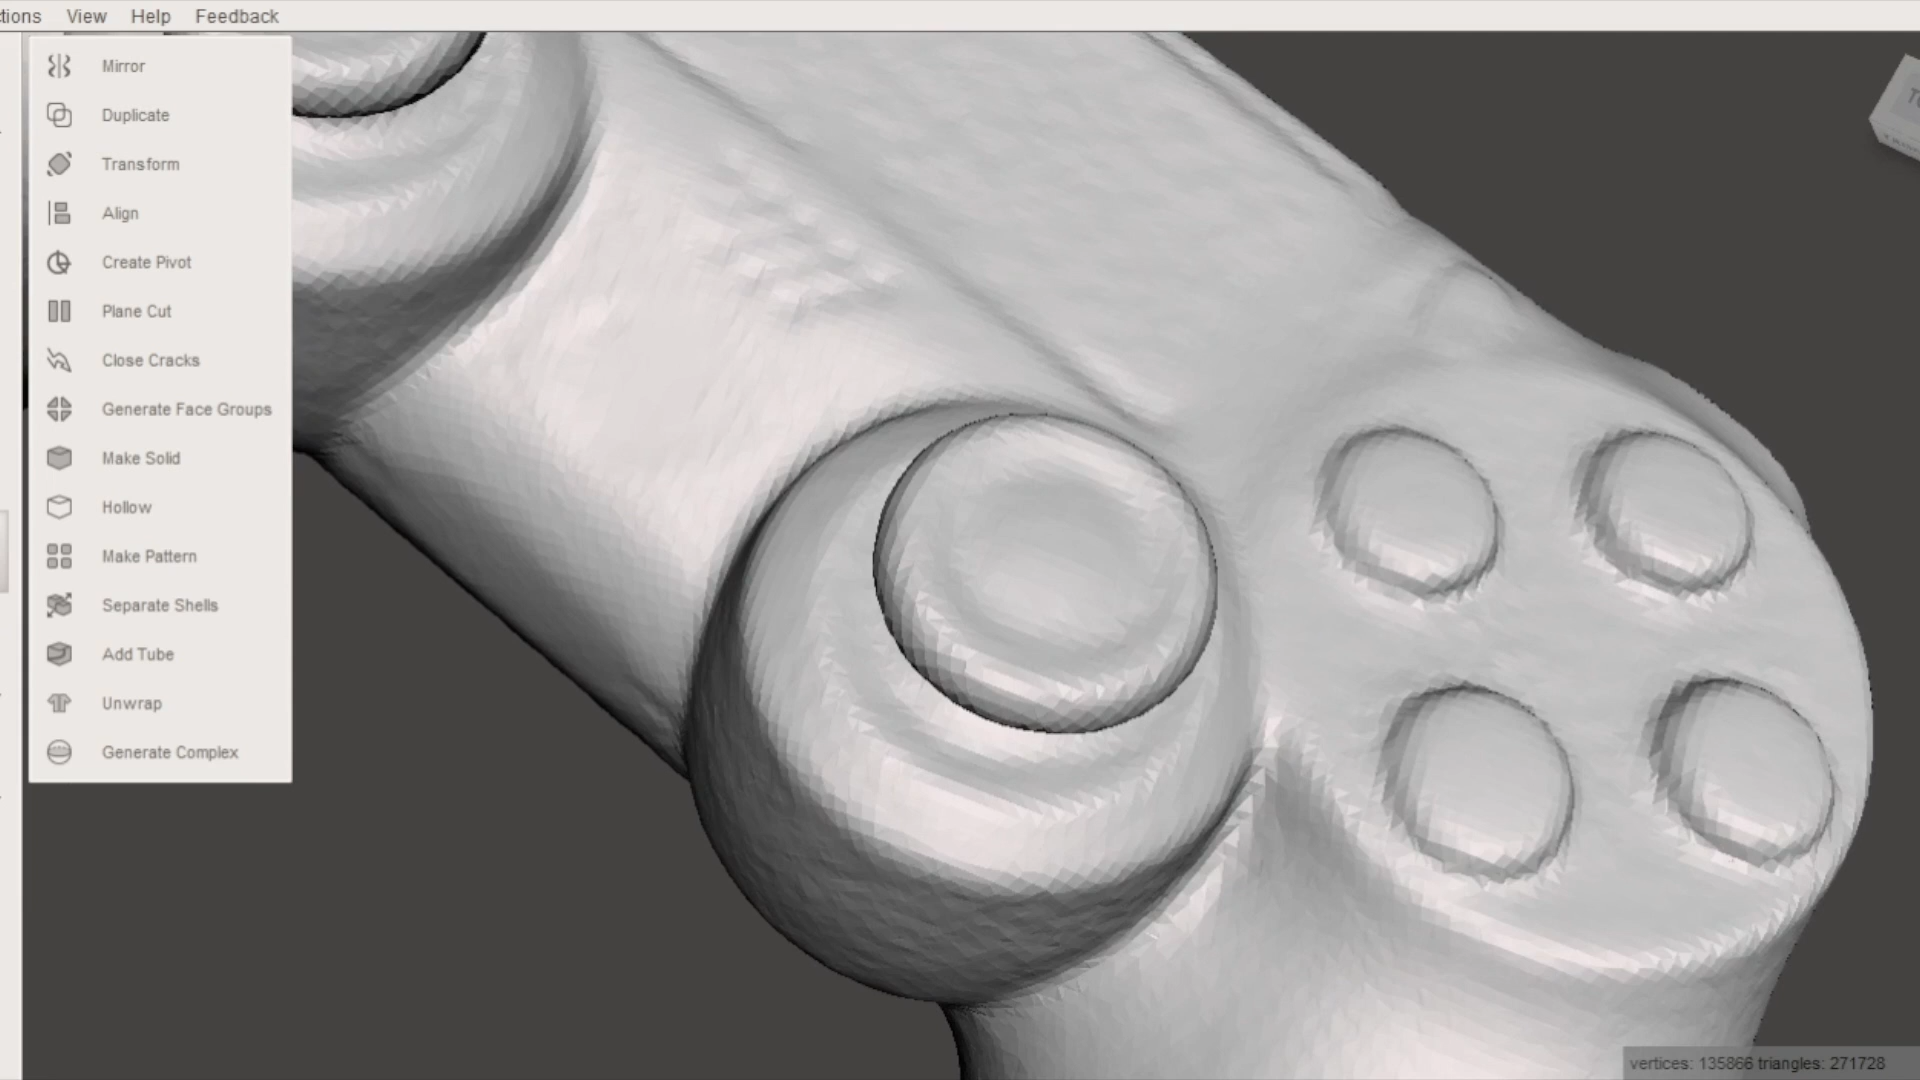 tions View Help Feedback
Mirror
Duplicate
Transform
Align
Create Pivot
Plane Cut
Close Cracks
Generate Face Groups
Make Solid
Hollow
Make Pattern
Separate Shells
Add Tube
Unwrap
Generate Complex
vertices: 135866 triangles: 271728